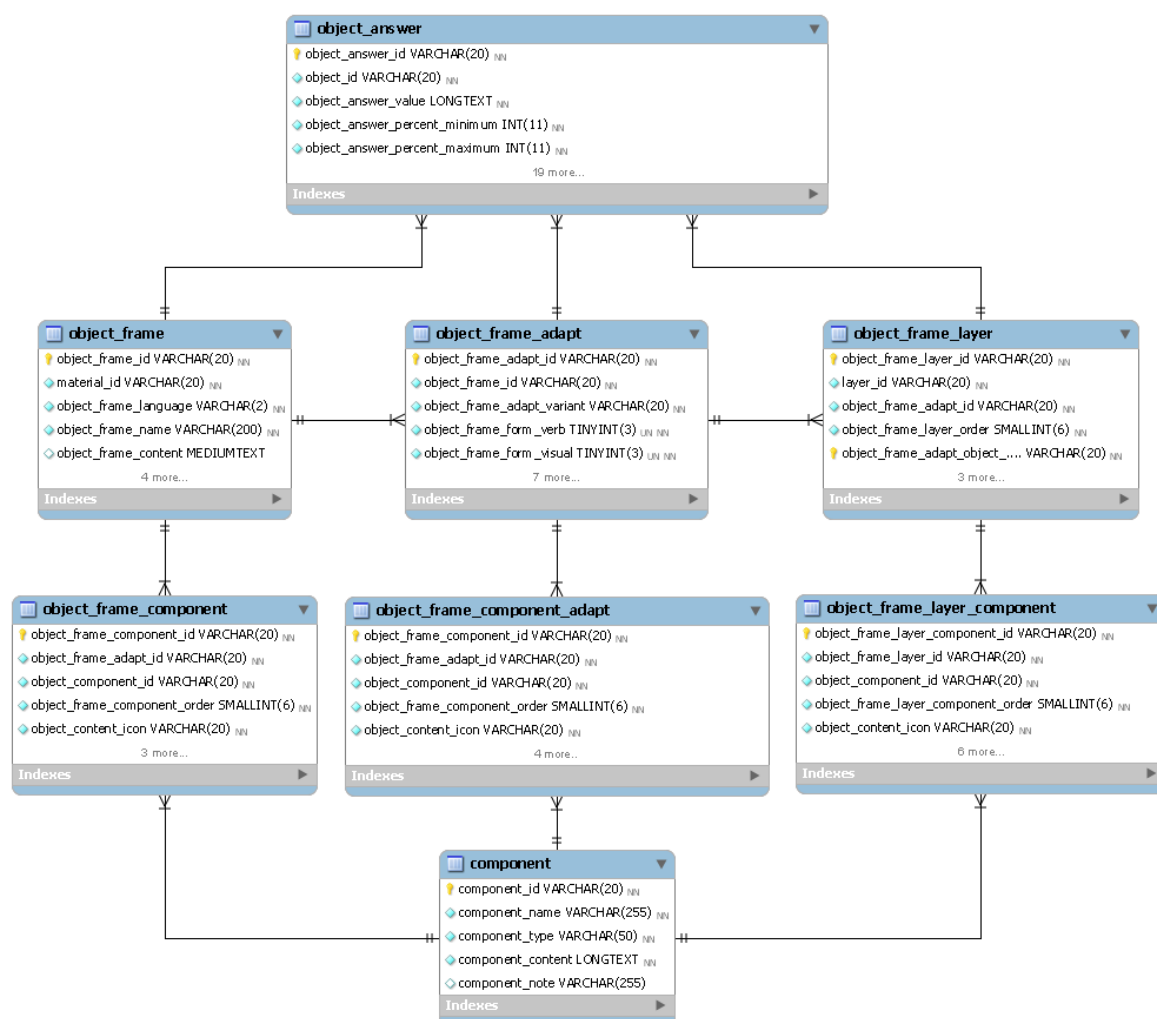 object_answer
object_answer_id VARCHAR(20) NN
object_id VARCHAR(20) NN
object_answer_value LONGTEXT NN
object_answer_percent_minimum INT(11) NN
object_answer_percent_maximum INT(11) NN
19 more...
Indexes
object_frame
object_frame_id VARCHAR(20) NN
material_id VARCHAR(20) NN
object_frame_language VARCHAR(2) NN
object_frame_name VARCHAR(200) NN
object_frame_content MEDIUMTEXT
4 more...
Indexes
object_frame_adapt
object_frame_adapt_id VARCHAR(20) NN
object_frame_id VARCHAR(20) NN
object_frame_adapt_variant VARCHAR(20) NN
object_frame_form_verb TINYINT(3) UN NN
object_frame_form_visual TINYINT(3) UN NN
7 more...
Indexes
object_frame_layer
object_frame_layer_id VARCHAR(20) NN
layer_id VARCHAR(20) NN
object_frame_adapt_id VARCHAR(20) NN
object_frame_layer_order SMALLINT(6) NN
object_frame_adapt_object_.... VARCHAR(20) NN
3 more...
Indexes
object_frame_component
object_frame_component_id VARCHAR(20) NN
object_frame_adapt_id VARCHAR(20) NN
object_component_id VARCHAR(20) NN
object_frame_component_order SMALLINT(6) NN
object_content_icon VARCHAR(20) NN
3 more...
Indexes
object_frame_component_adapt
object_frame_component_id VARCHAR(20) NN
object_frame_adapt_id VARCHAR(20) NN
object_component_id VARCHAR(20) NN
object_frame_component_order SMALLINT(6) NN
object_content_icon VARCHAR(20) NN
4 more..
Indexes
object_frame_layer_component
object_frame_layer_component_id VARCHAR(20) NN
object_frame_layer_id VARCHAR(20) NN
object_component_id VARCHAR(20) NN
object_frame_layer_component_order SMALLINT(6) NN
object_content_icon VARCHAR(20) NN
6 more...
Indexes
component
component_id VARCHAR(20) NN
component_name VARCHAR(255) NN
component_type VARCHAR(50) NN
component_content LONGTEXT NN
component_note VARCHAR(255)
Indexes